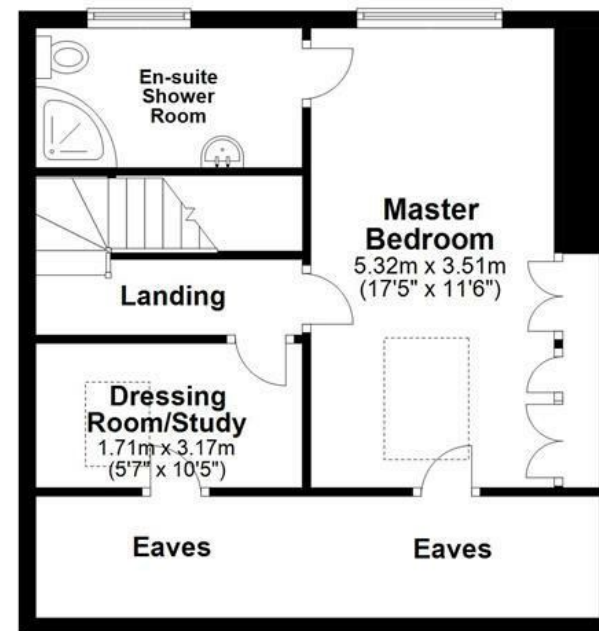 En-suite
Shower
Room
Master
Bedroom
5.32m x 3.51m
(17'5" x 11'6")
Landing
Dressing
Room/Study
1.71m x 3.17m
(5'7" x 10'5")
Eaves
Eaves